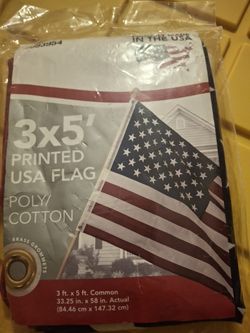 IN THE USA
3x5'
PRINTED
USA FLAG
POLY/
COTTON
BRASS GROMMETS
3 ft. x 5 ft. Common
33.25 in. x 58 in. Actual
(84,46 cm x 147.32 cm)